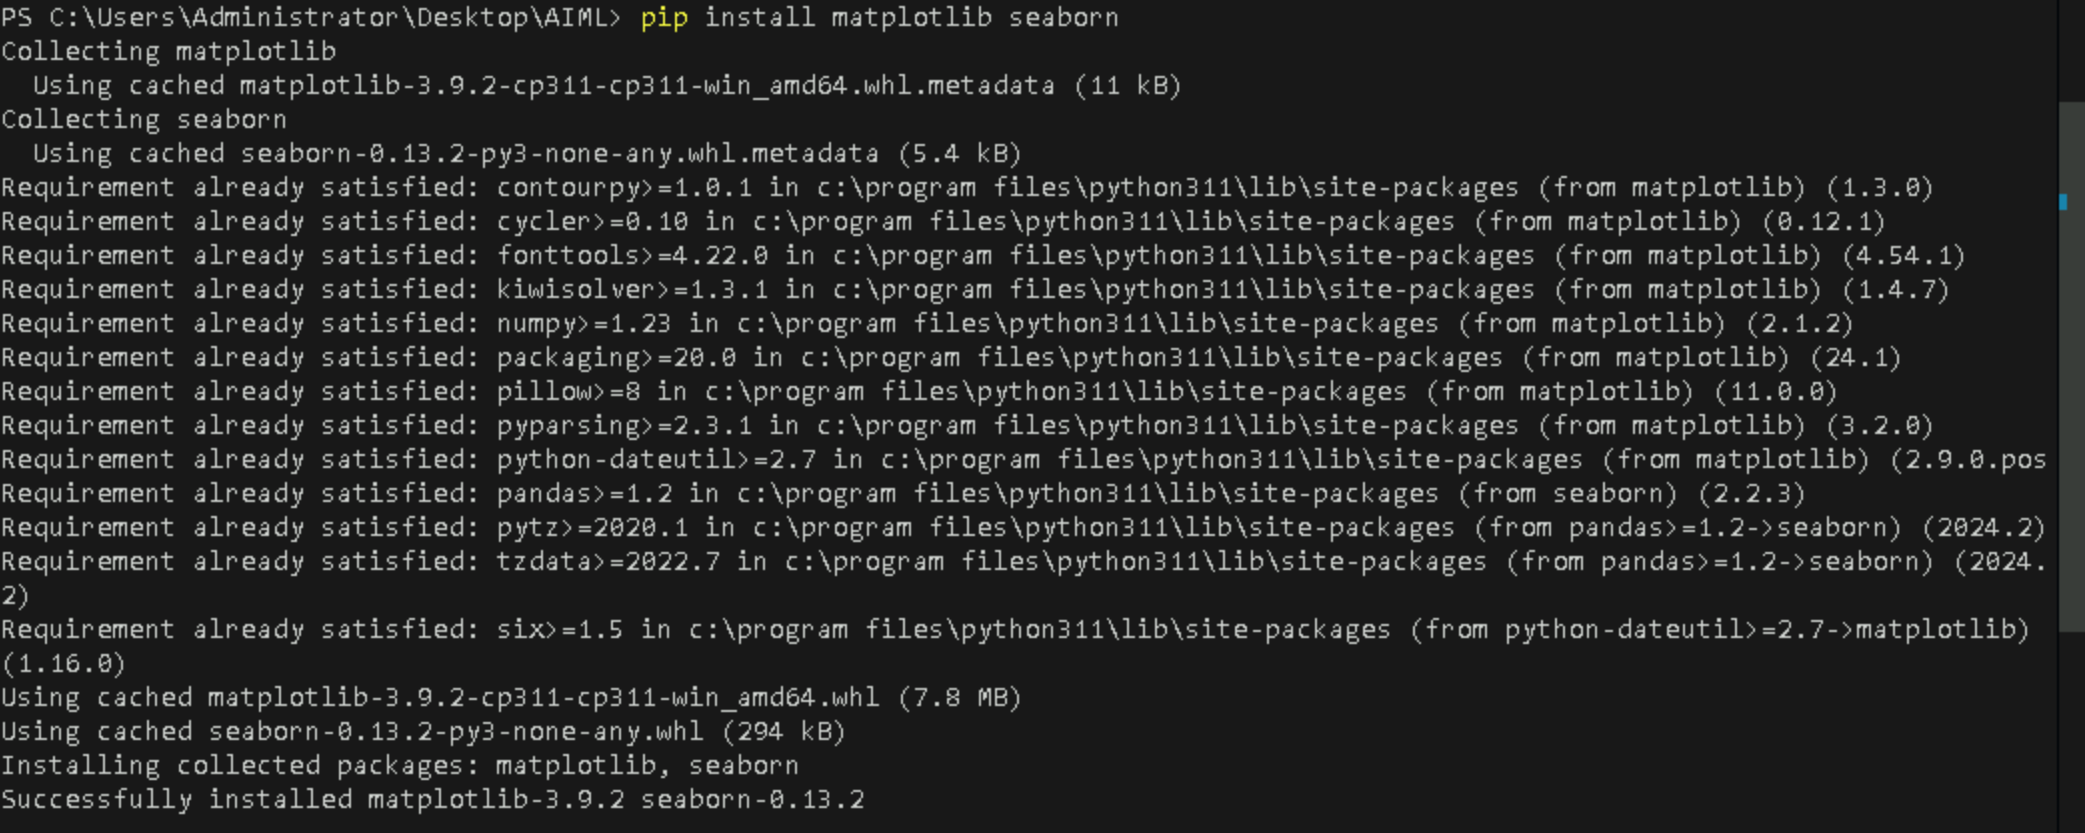 PS C:\Users\Administrator\Desktop\AIML> pip install matplotlib seaborn
Collecting matplotlib
  Using cached matplotlib-3.9.2-cp311-cp311-win_amd64.whl.metadata (11 kB)
Collecting seaborn
  Using cached seaborn-0.13.2-py3-none-any.whl.metadata (5.4 kB)
Requirement already satisfied: contourpy>=1.0.1 in c:\program files\python311\lib\site-packages (from matplotlib) (1.3.0)
Requirement already satisfied: cycler>=0.10 in c:\program files\python311\lib\site-packages (from matplotlib) (0.12.1)
Requirement already satisfied: fonttools>=4.22.0 in c:\program files\python311\lib\site-packages (from matplotlib) (4.54.1)
Requirement already satisfied: kiwisolver>=1.3.1 in c:\program files\python311\lib\site-packages (from matplotlib) (1.4.7)
Requirement already satisfied: numpy>=1.23 in c:\program files\python311\lib\site-packages (from matplotlib) (2.1.2)
Requirement already satisfied: packaging>=20.0 in c:\program files\python311\lib\site-packages (from matplotlib) (24.1)
Requirement already satisfied: pillow>=8 in c:\program files\python311\lib\site-packages (from matplotlib) (11.0.0)
Requirement already satisfied: pyparsing>=2.3.1 in c:\program files\python311\lib\site-packages (from matplotlib) (3.2.0)
Requirement already satisfied: python-dateutil>=2.7 in c:\program files\python311\lib\site-packages (from matplotlib) (2.9.0.pos
Requirement already satisfied: pandas>=1.2 in c:\program files\python311\lib\site-packages (from seaborn) (2.2.3)
Requirement already satisfied: pytz>=2020.1 in c:\program files\python311\lib\site-packages (from pandas>=1.2->seaborn) (2024.2)
Requirement already satisfied: tzdata>=2022.7 in c:\program files\python311\lib\site-packages (from pandas>=1.2->seaborn) (2024.
2)
Requirement already satisfied: six>=1.5 in c:\program files\python311\lib\site-packages (from python-dateutil>=2.7->matplotlib)
(1.16.0)
Using cached matplotlib-3.9.2-cp311-cp311-win_amd64.whl (7.8 MB)
Using cached seaborn-0.13.2-py3-none-any.whl (294 kB)
Installing collected packages: matplotlib, seaborn
Successfully installed matplotlib-3.9.2 seaborn-0.13.2